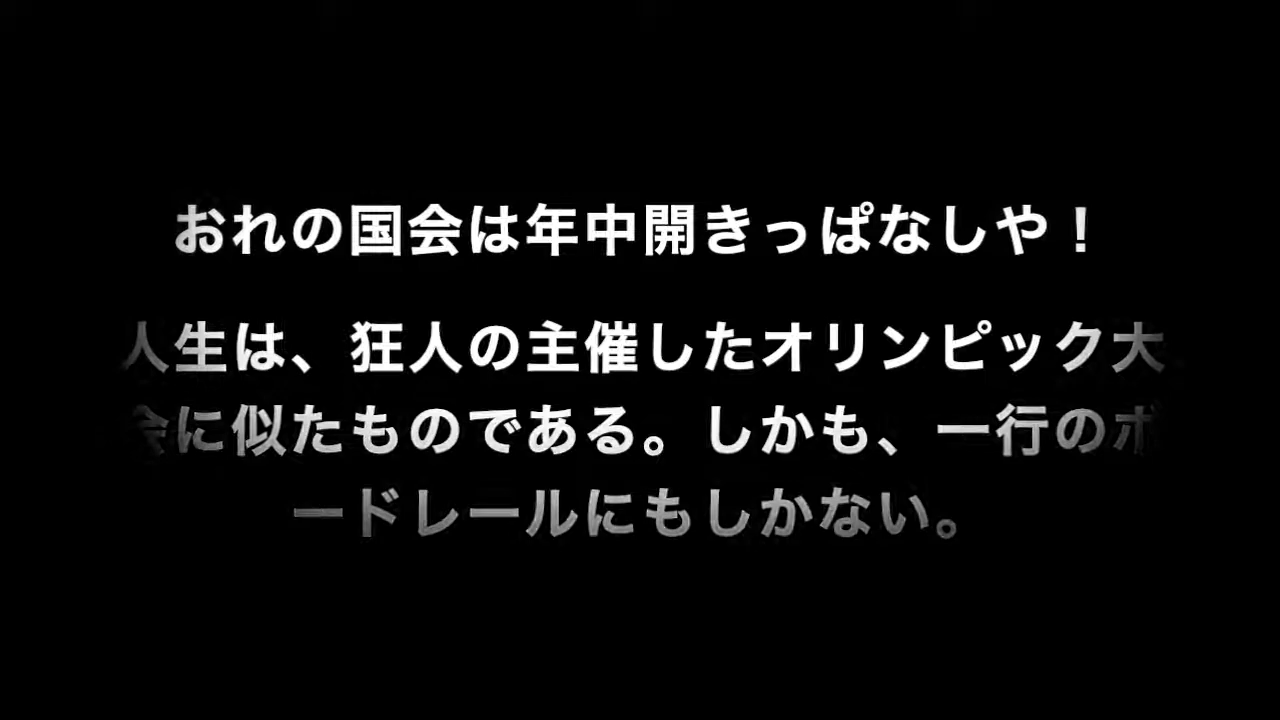 おれの国会は年中開きっぱなしや！
人生は、狂人の主催したオリンピック大
会に似たものである。しかも、一行のボ
ードレールにもしかない。